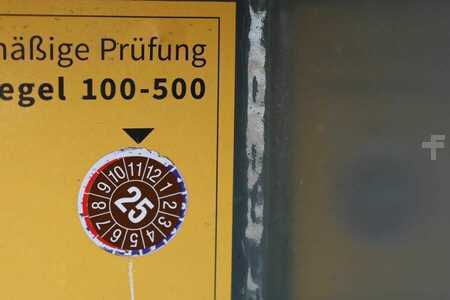 mäßige Prüfung
egel 100-500
1 2 3 4 5 6 7 8 9 10 11 12
25